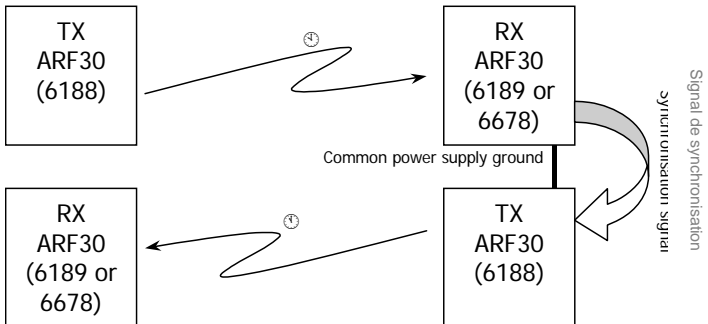 TX
ARF30
(6188)
RX
ARF30
(6189 or
6678)
Common power supply ground
Synchronisation signal
Signal de synchronisation
RX
ARF30
(6189 or
6678)
TX
ARF30
(6188)